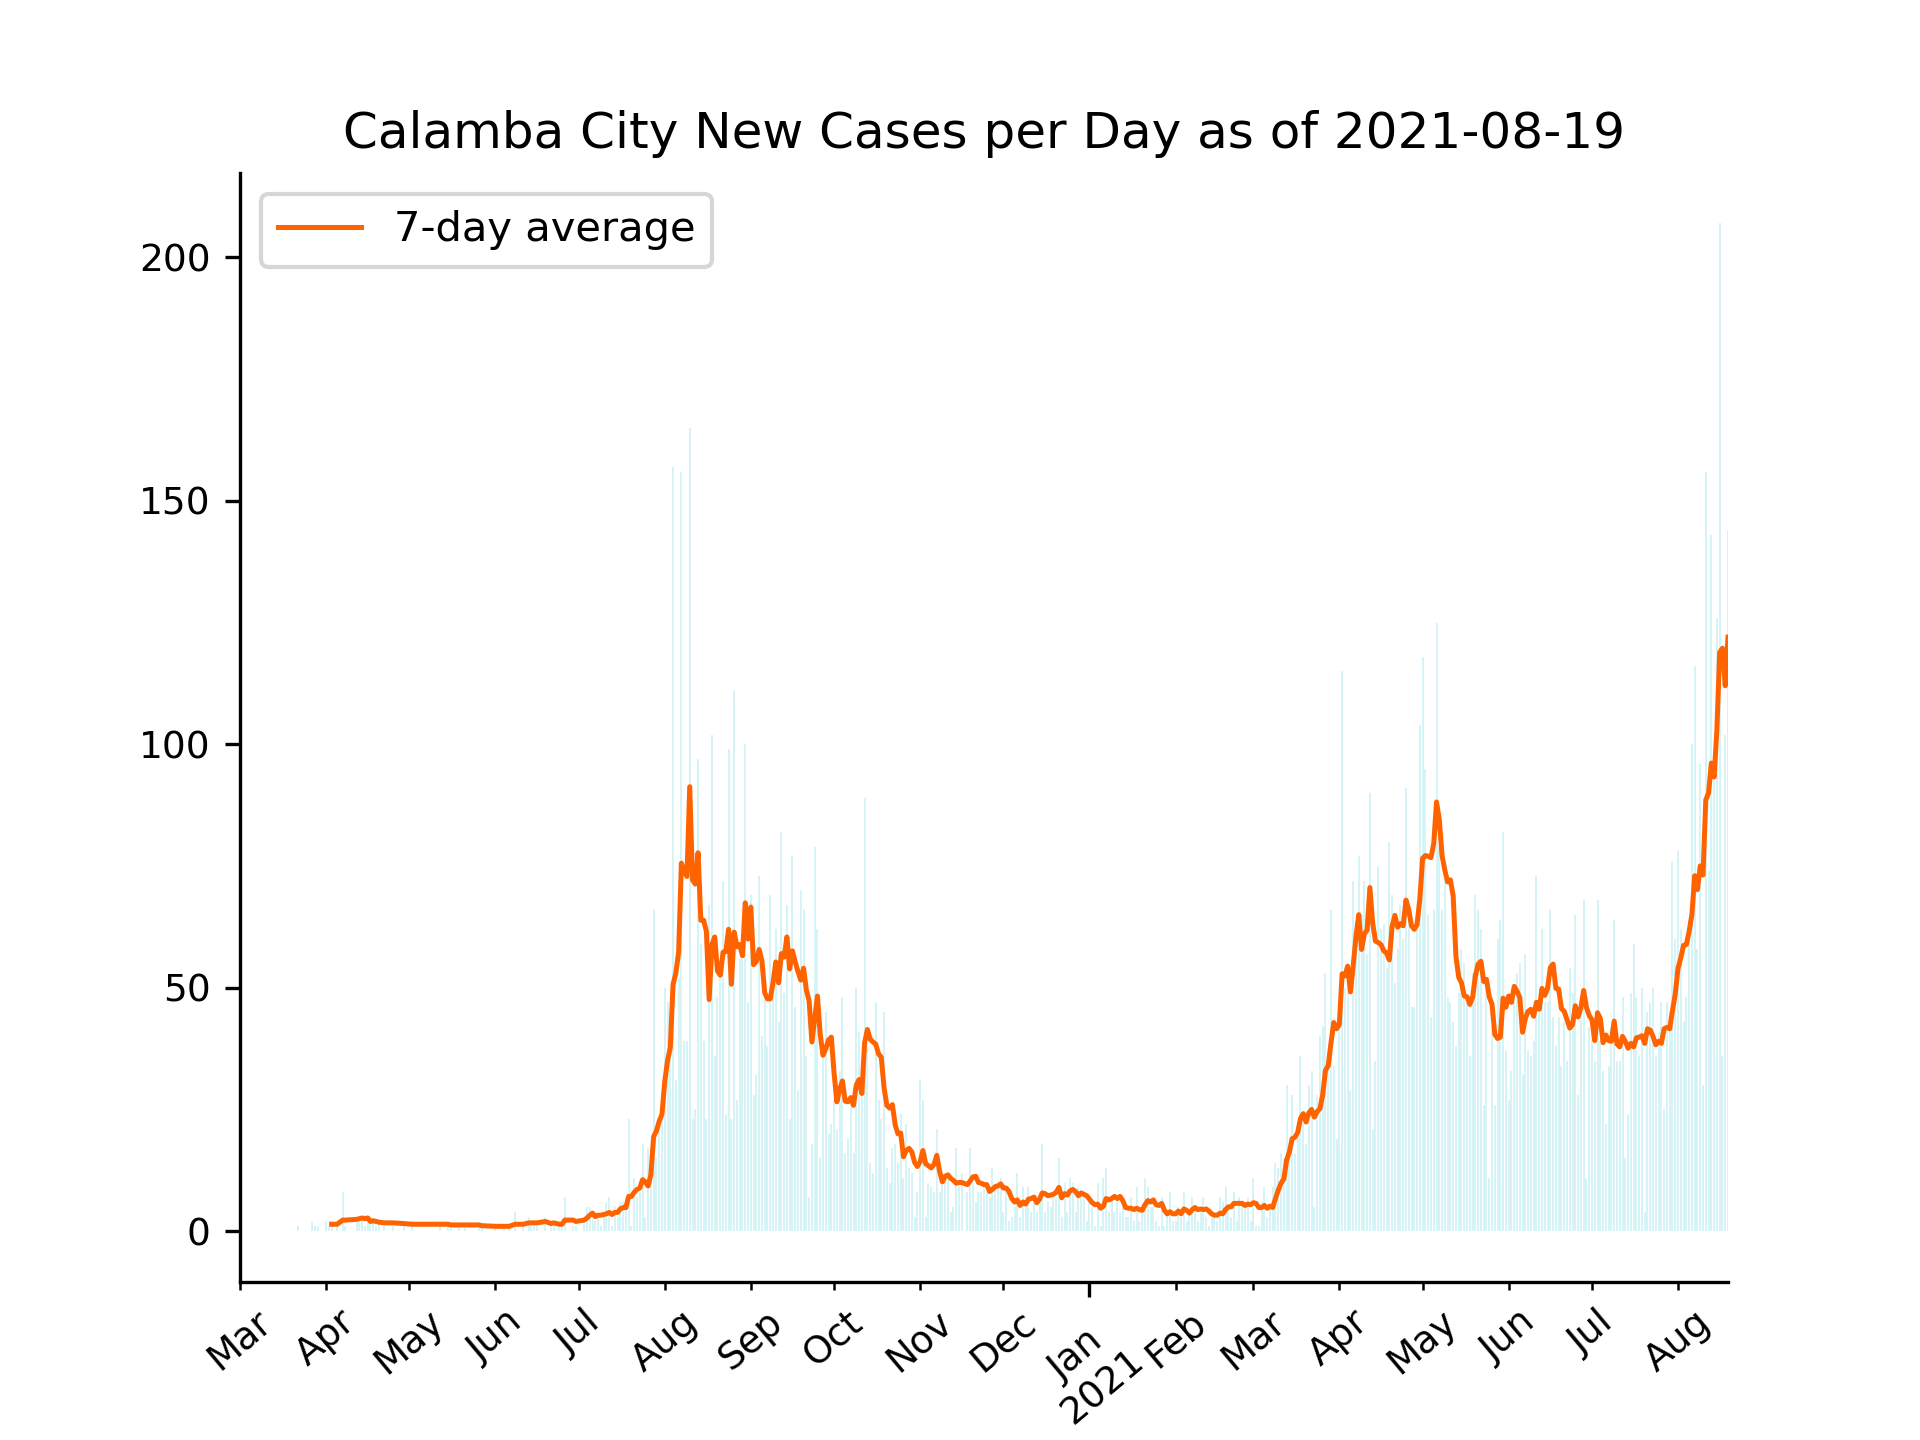 Calamba City New Cases per Day as of 2021-08-19
7-day average
200
150
100
50
0
Mar
Apr
May
Jun
Jul
Aug
Sep
Oct
Nov
Dec
Jan
2021
Feb
Mar
Apr
May
Jun
Jul
Aug